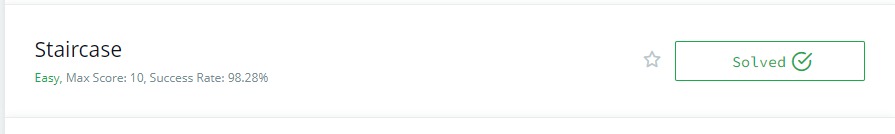 Staircase
Solved
Easy, Max Score: 10, Success Rate: 98.28%